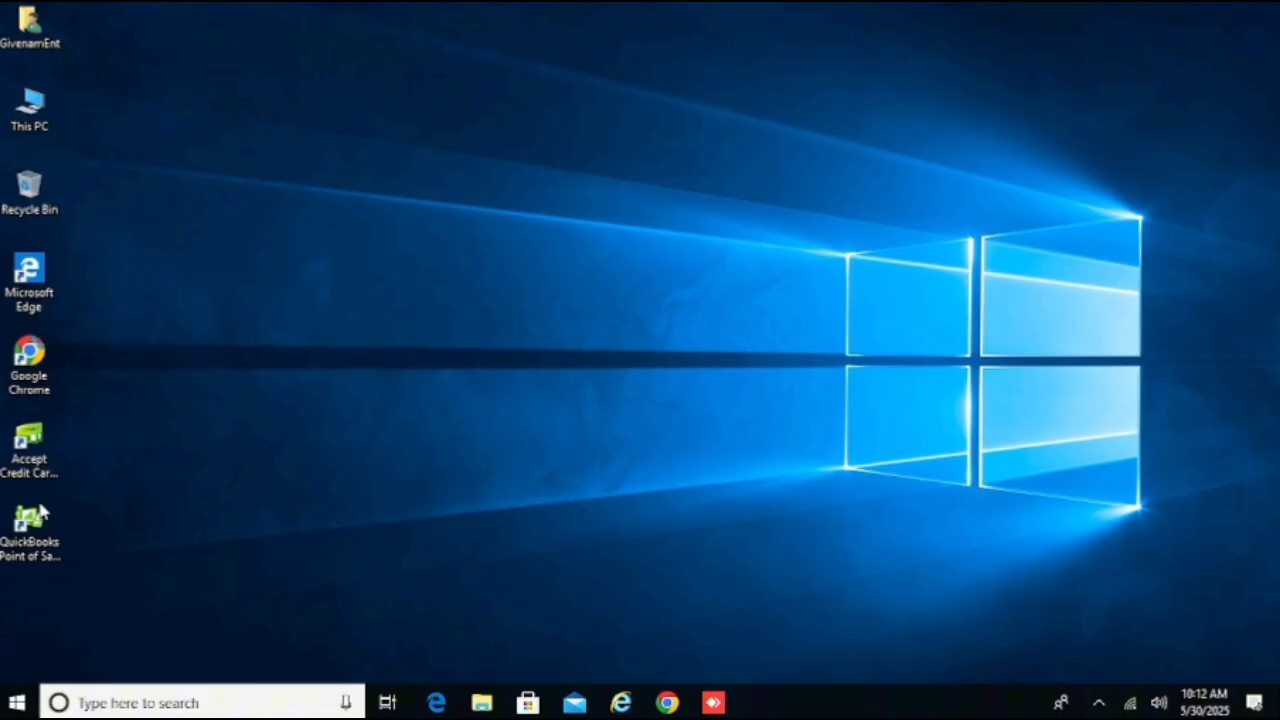 GivenamEnt
This PC
Recycle Bin
Microsoft
Edge
Google
Chrome
Accept
Credit Car...
QuickBooks
Point of Sa...
Type here to search
10:12 AM
5/30/2025